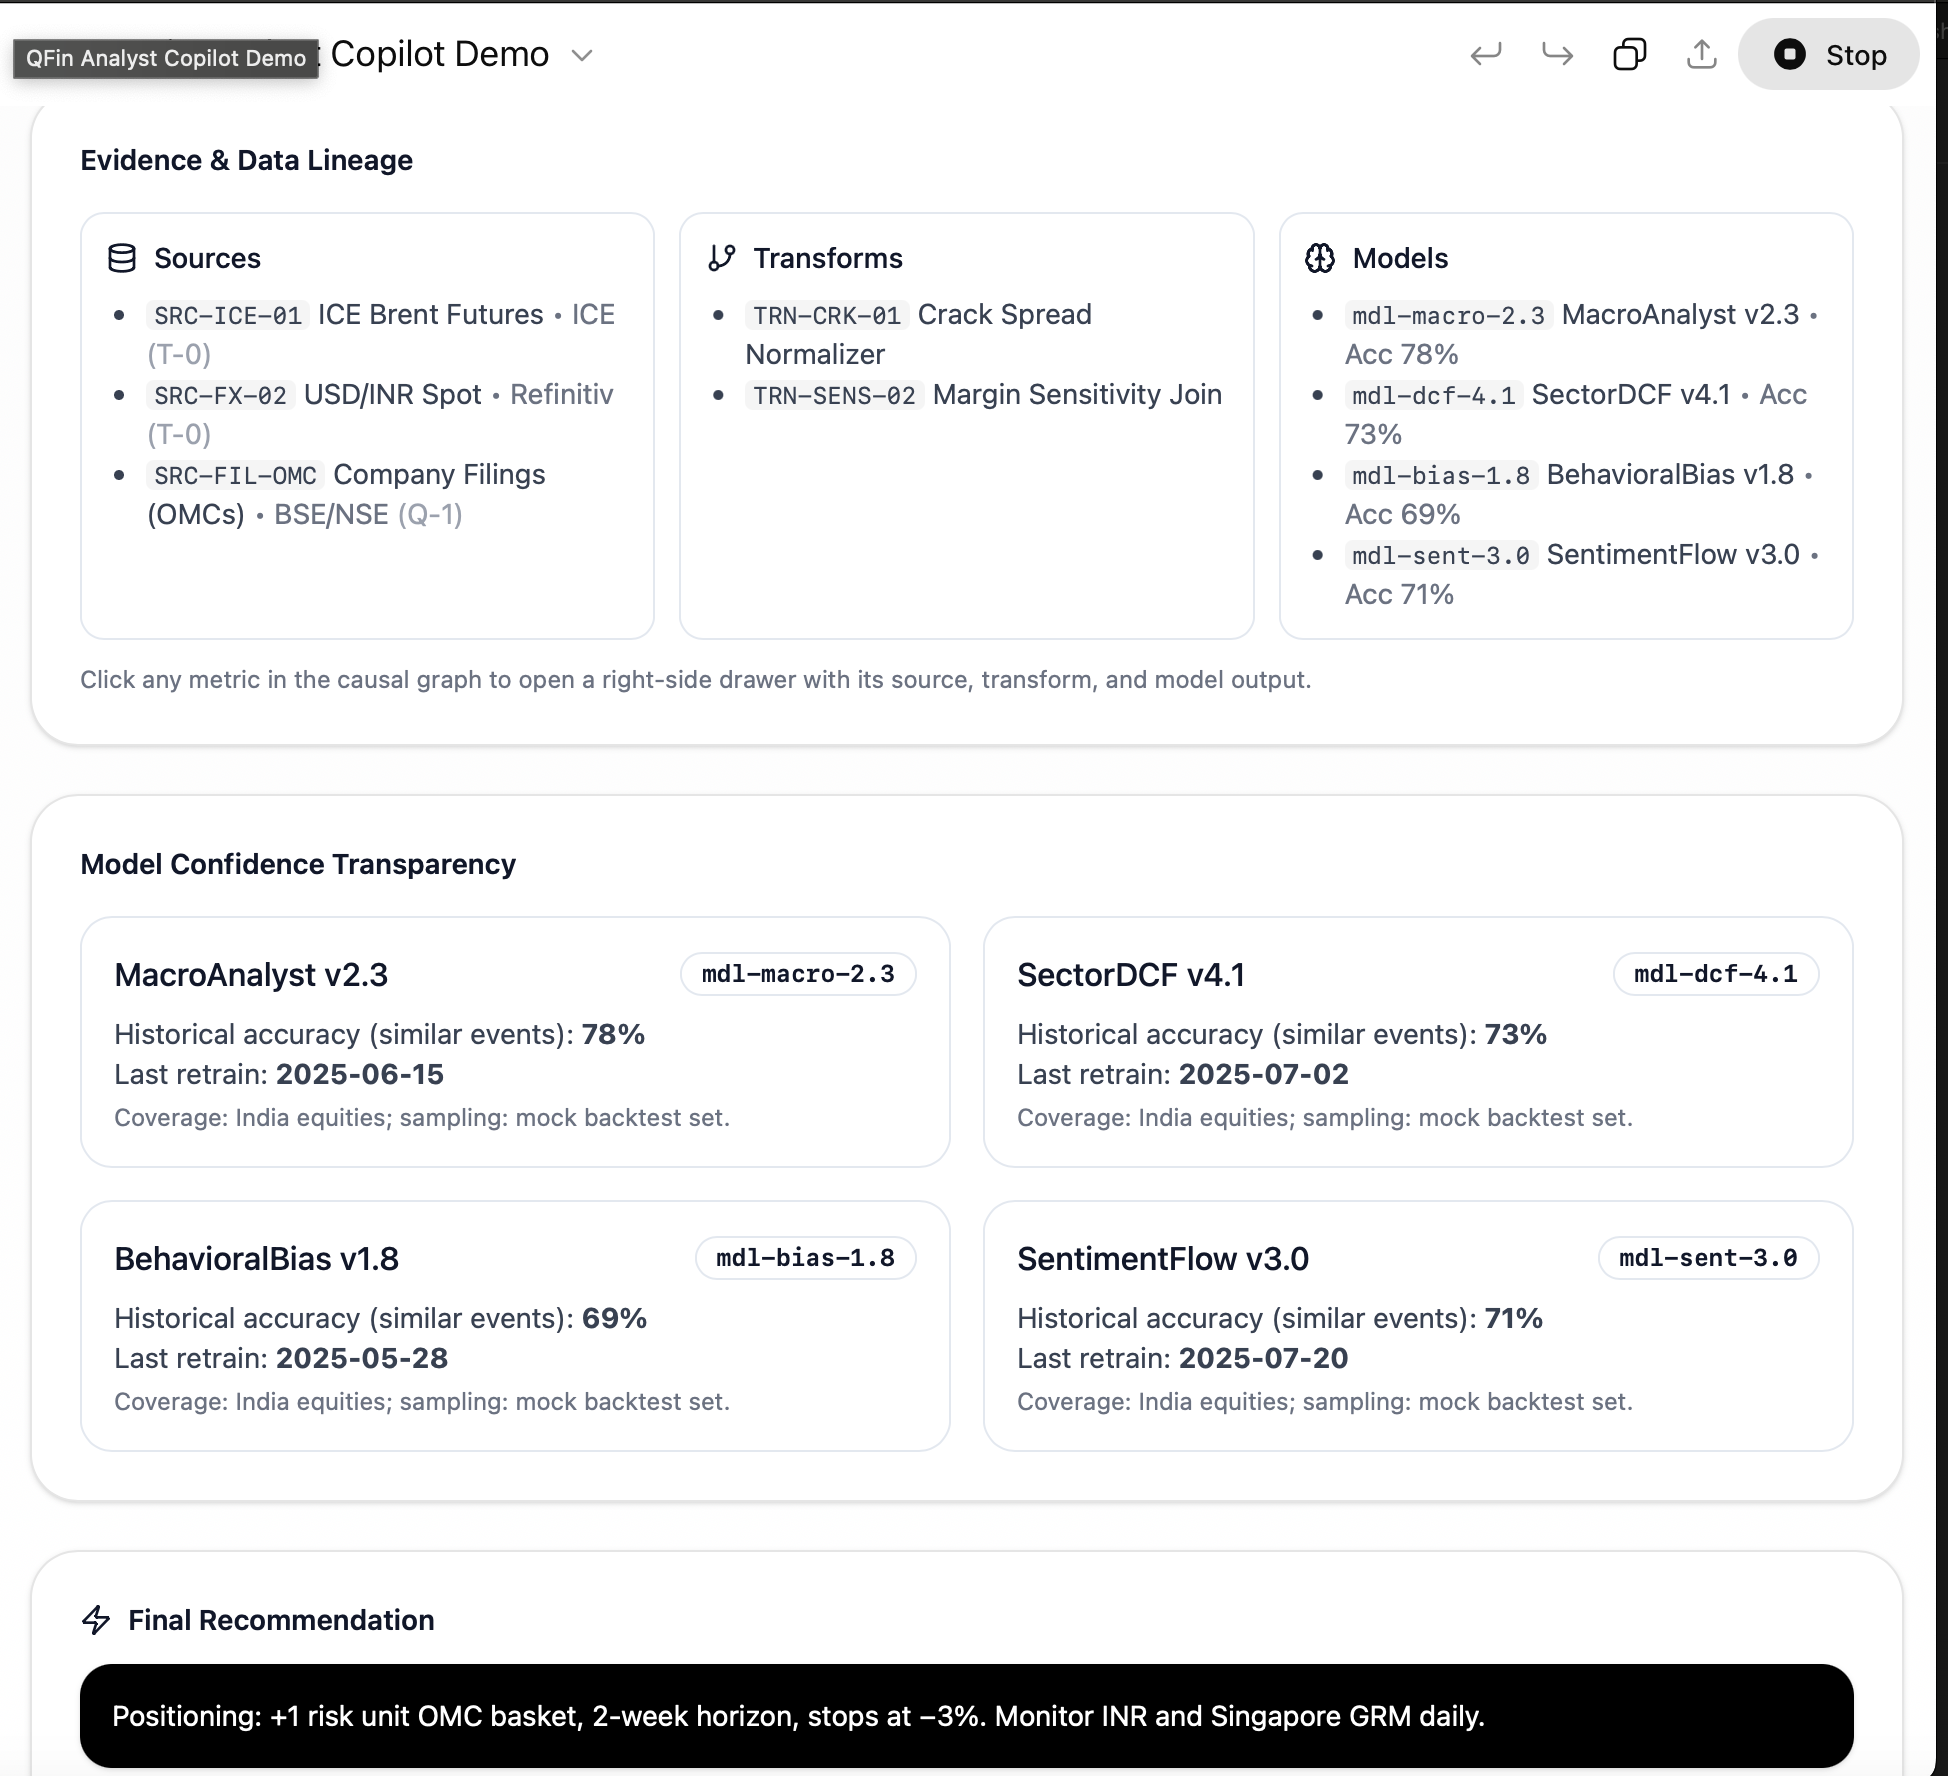 QFin Analyst Copilot Demo
Copilot Demo
Stop
Evidence & Data Lineage
Sources
• SRC-ICE-01 ICE Brent Futures • ICE
(T-0)
• SRC-FX-02 USD/INR Spot • Refinitiv
(T-0)
• SRC-FIL-OMC Company Filings
(OMCs) • BSE/NSE (Q-1)
Transforms
• TRN-CRK-01 Crack Spread
Normalizer
• TRN-SENS-02 Margin Sensitivity Join
Models
• mdl-macro-2.3 MacroAnalyst v2.3 •
Acc 78%
• mdl-dcf-4.1 SectorDCF v4.1 • Acc
73%
• mdl-bias-1.8 BehavioralBias v1.8 •
Acc 69%
• mdl-sent-3.0 SentimentFlow v3.0 •
Acc 71%
Click any metric in the causal graph to open a right-side drawer with its source, transform, and model output.
Model Confidence Transparency
MacroAnalyst v2.3 mdl-macro-2.3
Historical accuracy (similar events): 78%
Last retrain: 2025-06-15
Coverage: India equities; sampling: mock backtest set.
SectorDCF v4.1 mdl-dcf-4.1
Historical accuracy (similar events): 73%
Last retrain: 2025-07-02
Coverage: India equities; sampling: mock backtest set.
BehavioralBias v1.8 mdl-bias-1.8
Historical accuracy (similar events): 69%
Last retrain: 2025-05-28
Coverage: India equities; sampling: mock backtest set.
SentimentFlow v3.0 mdl-sent-3.0
Historical accuracy (similar events): 71%
Last retrain: 2025-07-20
Coverage: India equities; sampling: mock backtest set.
Final Recommendation
Positioning: +1 risk unit OMC basket, 2-week horizon, stops at −3%. Monitor INR and Singapore GRM daily.